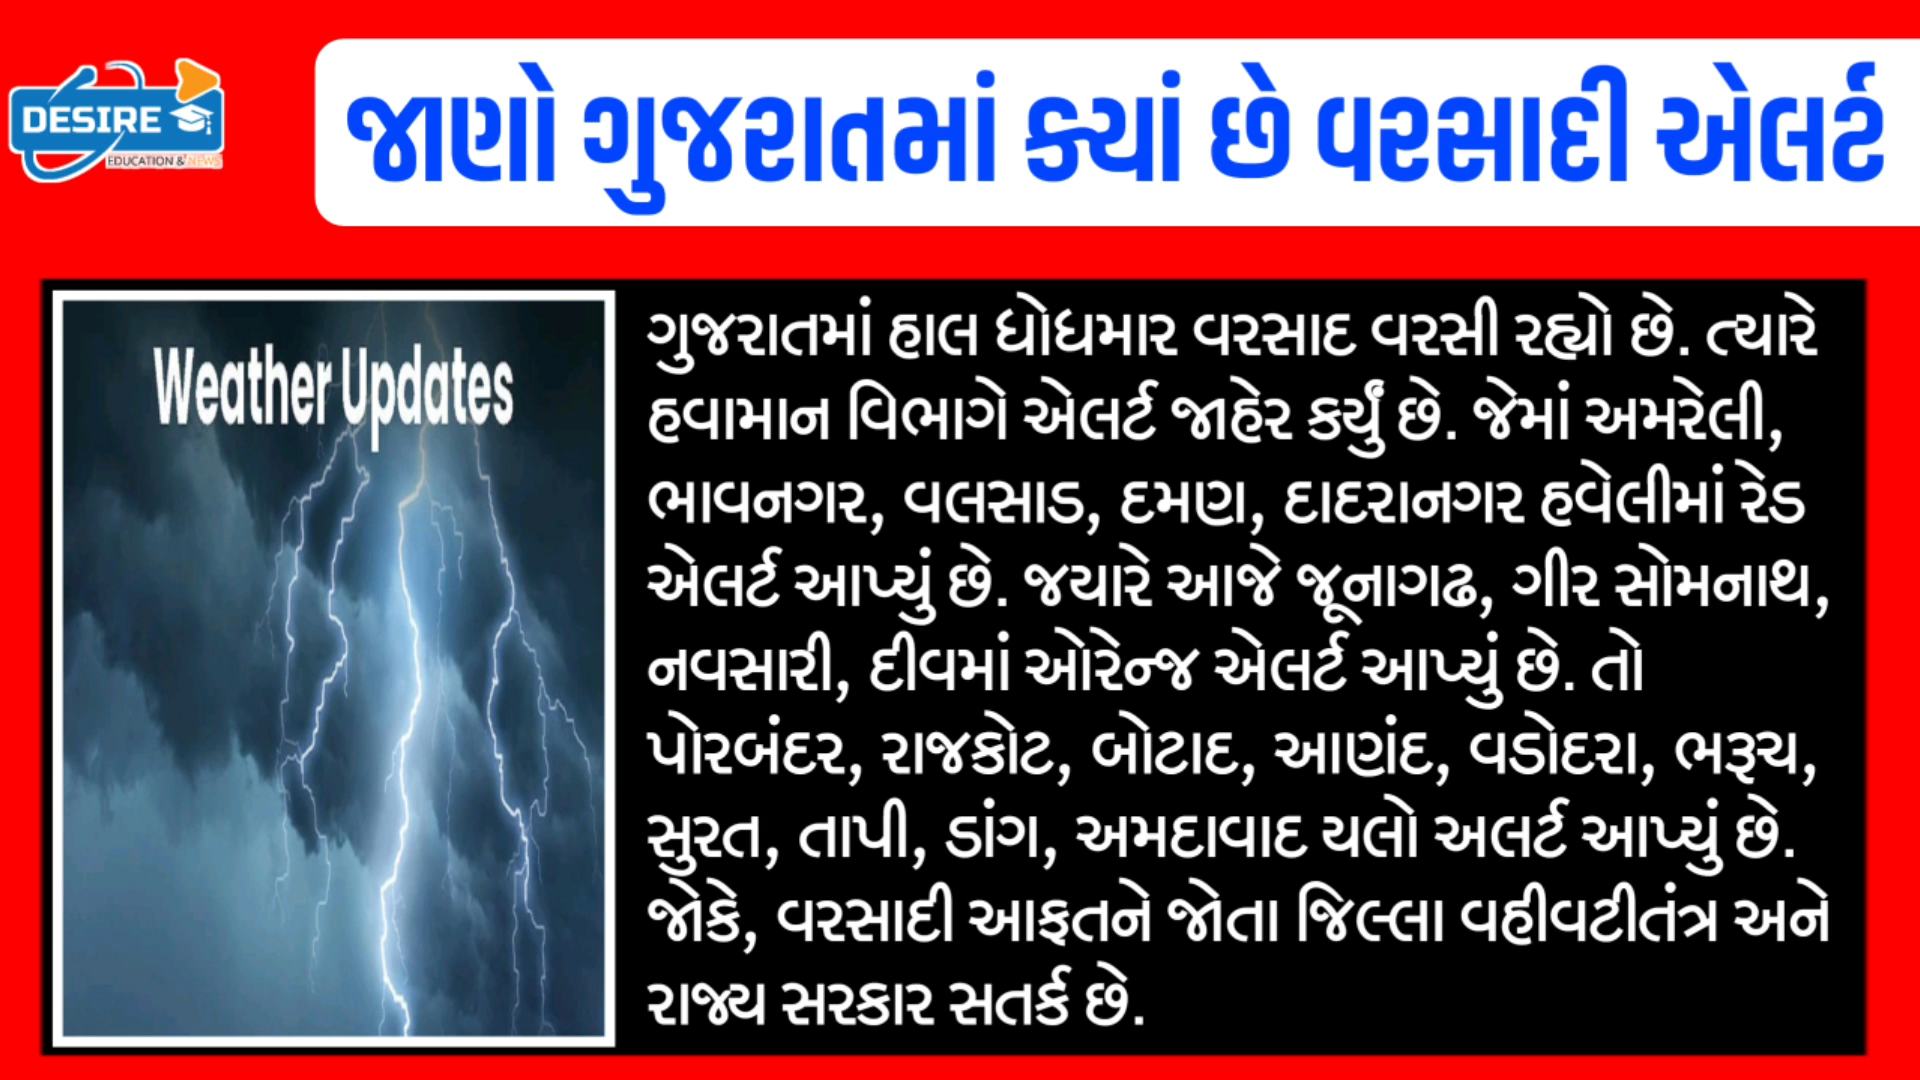 DESIRE
EDUCATION & NEWS
જાણો ગુજરાતમાં ક્યાં છે વરસાદી એલર્ટ
Weather Updates
ગુજરાતમાં હાલ ધોધમાર વરસાદ વરસી રહ્યો છે. ત્યારે
હવામાન વિભાગે એલર્ટ જાહેર કર્યું છે. જેમાં અમરેલી,
ભાવનગર, વલસાડ, દમણ, દાદરાનગર હવેલીમાં રેડ
એલર્ટ આપ્યું છે. જયારે આજે જૂનાગઢ, ગીર સોમનાથ,
નવસારી, દીવમાં ઓરેન્જ એલર્ટ આપ્યું છે. તો
પોરબંદર, રાજકોટ, બોટાદ, આણંદ, વડોદરા, ભરૂચ,
સુરત, તાપી, ડાંગ, અમદાવાદ યલો અલર્ટ આપ્યું છે.
જોકે, વરસાદી આફતને જોતા જિલ્લા વહીવટીતંત્ર અને
રાજ્ય સરકાર સતર્ક છે.